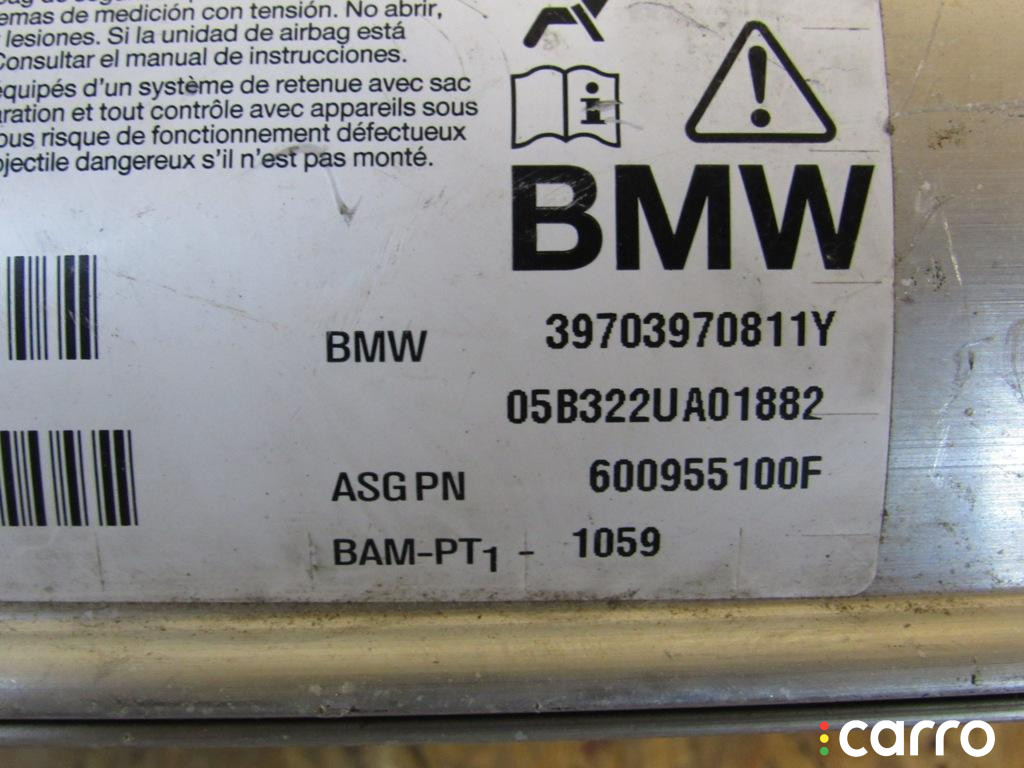 emas de medición con tensión. No abrir,
lesiones. Si la unidad de airbag está
Consultar el manual de instrucciones.
équipés d'un système de retenue avec sac
aration et tout contrôle avec appareils sous
ous risque de fonctionnement défectueux
ojectile dangereux s'il n'est pas monté.
i
!
BMW
BMW 39703970811Y
05B322UA01882
ASG PN 600955100F
BAM-PT1 - 1059
carro